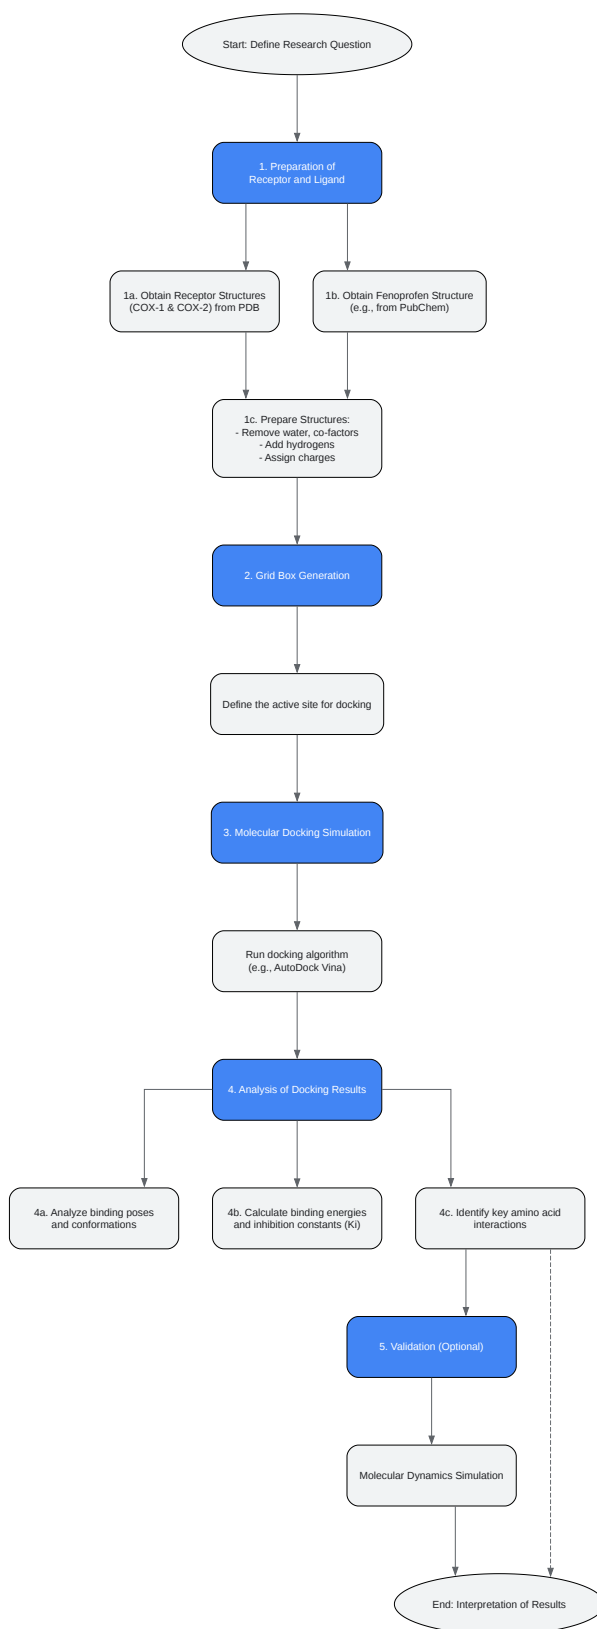 Start: Define Research Question
1. Preparation of
Receptor and Ligand
1a. Obtain Receptor Structures
(COX-1 & COX-2) from PDB
1b. Obtain Fenoprofen Structure
(e.g., from PubChem)
1c. Prepare Structures:
- Remove water, co-factors
- Add hydrogens
- Assign charges
2. Grid Box Generation
Define the active site for docking
3. Molecular Docking Simulation
Run docking algorithm
(e.g., AutoDock Vina)
4. Analysis of Docking Results
4a. Analyze binding poses
and conformations
4b. Calculate binding energies
and inhibition constants (Ki)
4c. Identify key amino acid
interactions
5. Validation (Optional)
Molecular Dynamics Simulation
End: Interpretation of Results